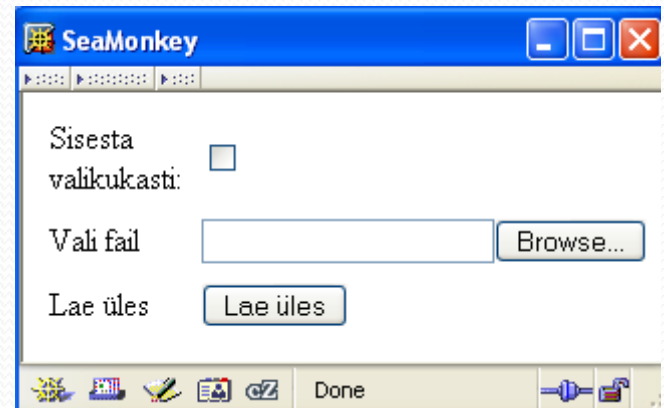 SeaMonkey
Sisesta
valikukasti:
Vali fail Browse...
Lae üles Lae üles
Done